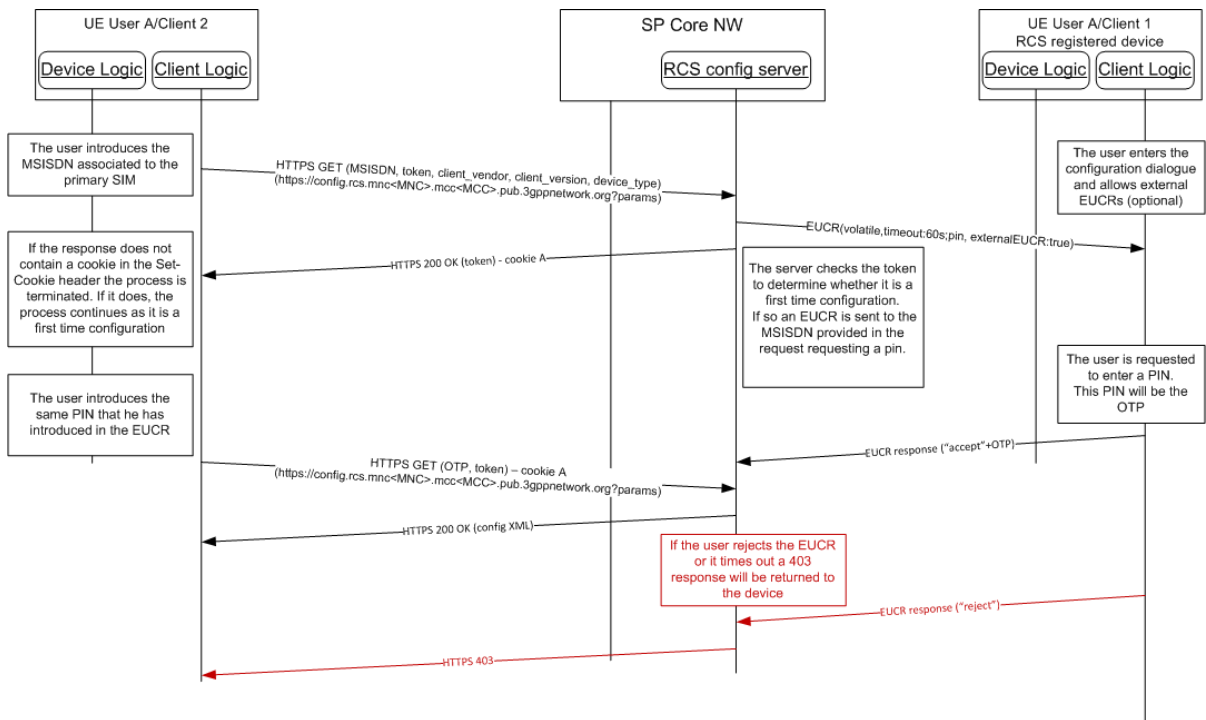 UE User A/Client 2
Device Logic
Client Logic
SP Core NW
RCS config server
UE User A/Client 1
RCS registered device
Device Logic
Client Logic
The user introduces the
MSISDN associated to the
primary SIM
HTTPS GET (MSISDN, token, client_vendor, client_version, device_type)
(https://config.rcs.mnc<MNC>.mcc<MCC>.pub.3gppnetwork.org?params)
The user enters the
configuration dialogue
and allows external
EUCRs (optional)
EUCR(volatile,timeout:60s;pin, externalEUCR:true)
HTTPS 200 OK (token) - cookie A
If the response does not
contain a cookie in the Set-
Cookie header the process is
terminated. If it does, the
process continues as it is a
first time configuration
The server checks the token
to determine whether it is a
first time configuration.
If so an EUCR is sent to the
MSISDN provided in the
request requesting a pin.
The user is requested
to enter a PIN.
This PIN will be the
OTP
The user introduces the
same PIN that he has
introduced in the EUCR
EUCR response ("accept"+OTP)
HTTPS GET (OTP, token) – cookie A
(https://config.rcs.mnc<MNC>.mcc<MCC>.pub.3gppnetwork.org?params)
HTTPS 200 OK (config XML)
If the user rejects the EUCR
or it times out a 403
response will be returned to
the device
EUCR response ("reject")
HTTPS 403